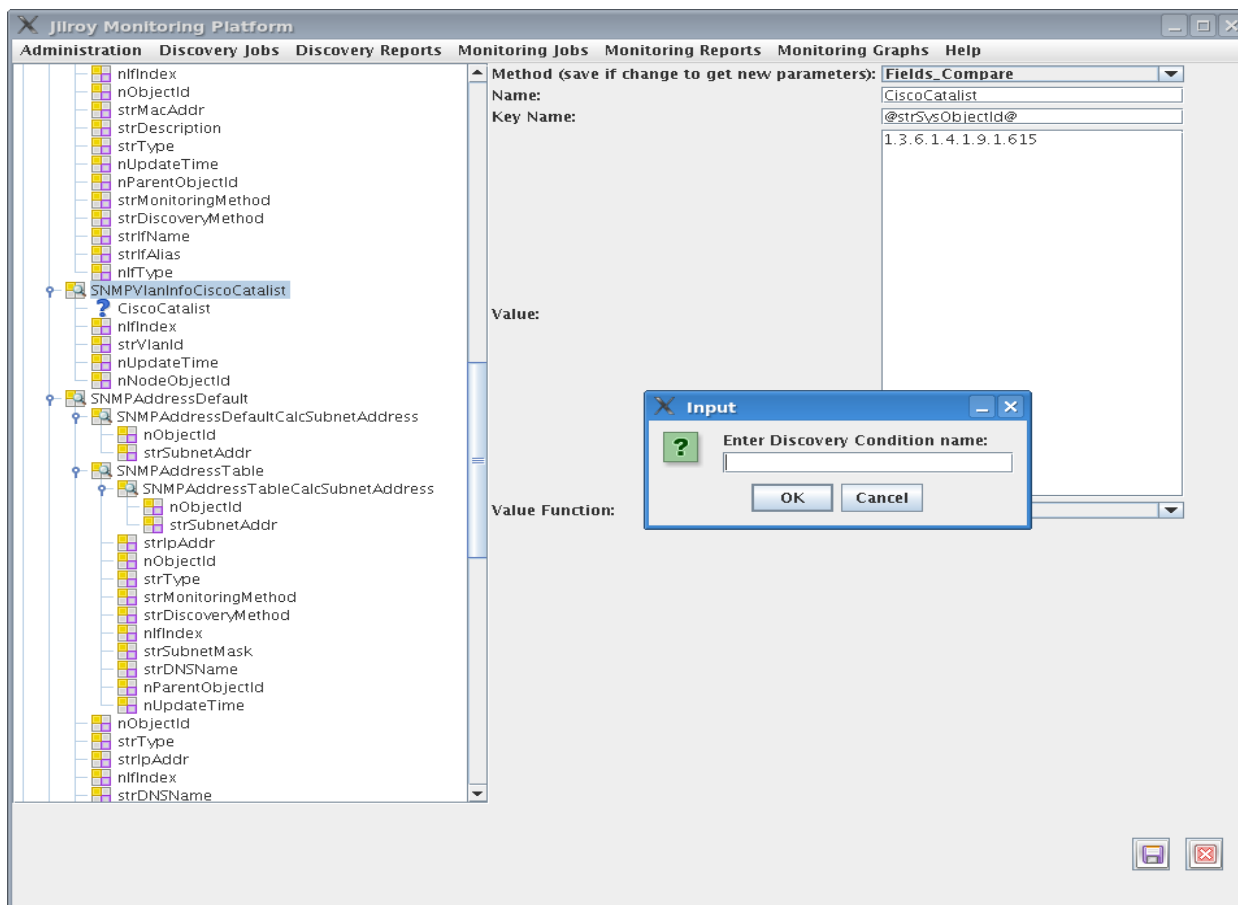 Jilroy Monitoring Platform
Administration Discovery Jobs Discovery Reports Monitoring Jobs Monitoring Reports Monitoring Graphs Help
nIfIndex
nObjectId
strMacAddr
strDescription
strType
nUpdateTime
nParentObjectId
strMonitoringMethod
strDiscoveryMethod
strIfName
strIfAlias
nIfType
SNMPVlanInfoCiscoCatalist
CiscoCatalist
nIfIndex
strVlanId
nUpdateTime
nNodeObjectId
SNMPAddressDefault
SNMPAddressDefaultCalcSubnetAddress
nObjectId
strSubnetAddr
SNMPAddressTable
SNMPAddressTableCalcSubnetAddress
nObjectId
strSubnetAddr
strIpAddr
nObjectId
strType
strMonitoringMethod
strDiscoveryMethod
nIfIndex
strSubnetMask
strDNSName
nParentObjectId
nUpdateTime
nObjectId
strType
strIpAddr
nIfIndex
strDNSName
Method (save if change to get new parameters): Fields_Compare
Name: CiscoCatalist
Key Name: @strSysObjectId@
1.3.6.1.4.1.9.1.615
Value:
Value Function:
Input
Enter Discovery Condition name:
OK Cancel